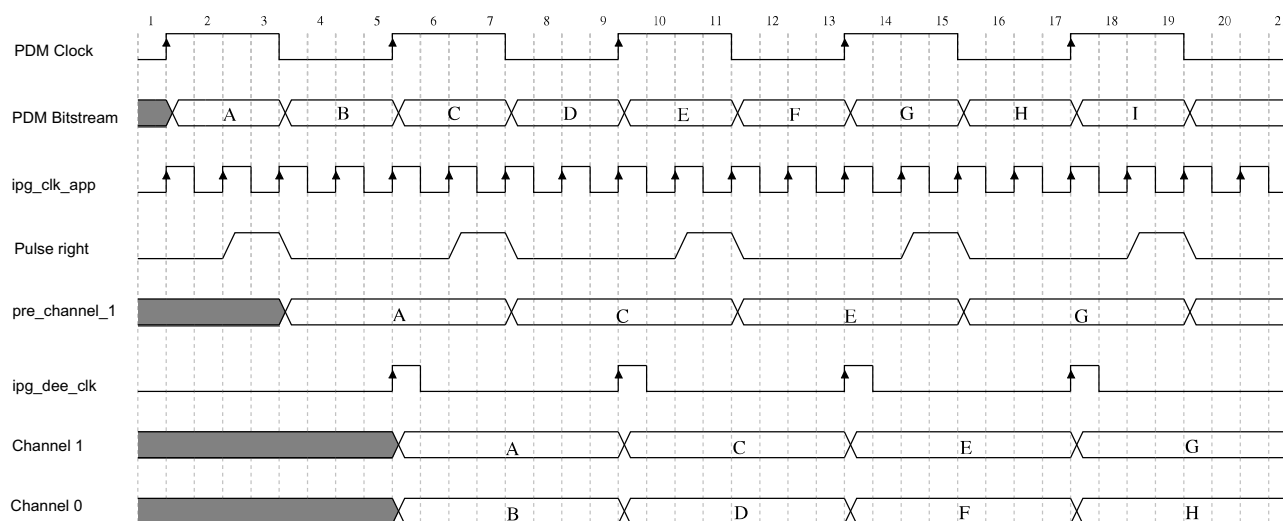 1 2 3 4 5 6 7 8 9 10 11 12 13 14 15 16 17 18 19 20 2
PDM Clock
PDM Bitstream A B C D E F G H I
ipg_clk_app
Pulse right
pre_channel_1 A C E G
ipg_dee_clk
Channel 1 A C E G
Channel 0 B D F H